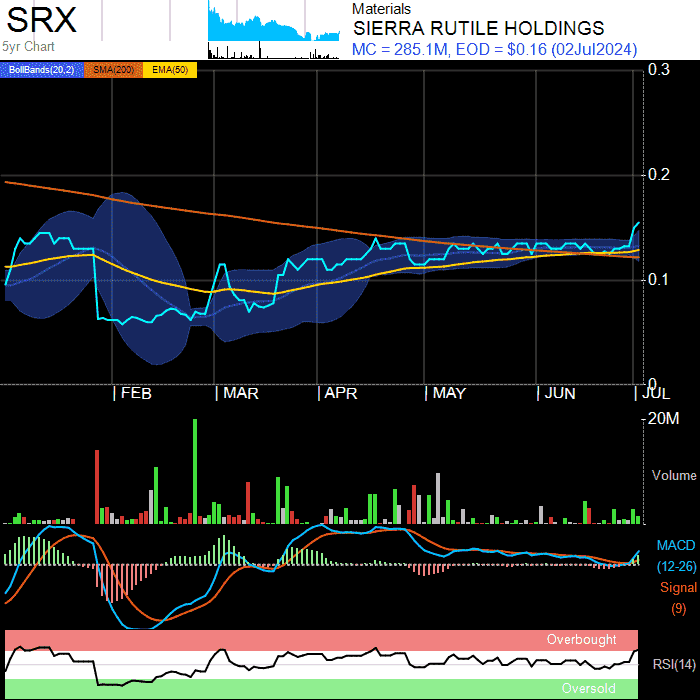 SRX
5yr Chart
Materials
SIERRA RUTILE HOLDINGS
MC = 285.1M, EOD = $0.16 (02Jul2024)
BollBands(20,2) SMA(200) EMA(50)
0.3
0.2
0.1
0
FEB MAR APR MAY JUN JUL
20M
Volume
MACD
(12-26)
Signal
(9)
Overbought
RSI(14)
Oversold